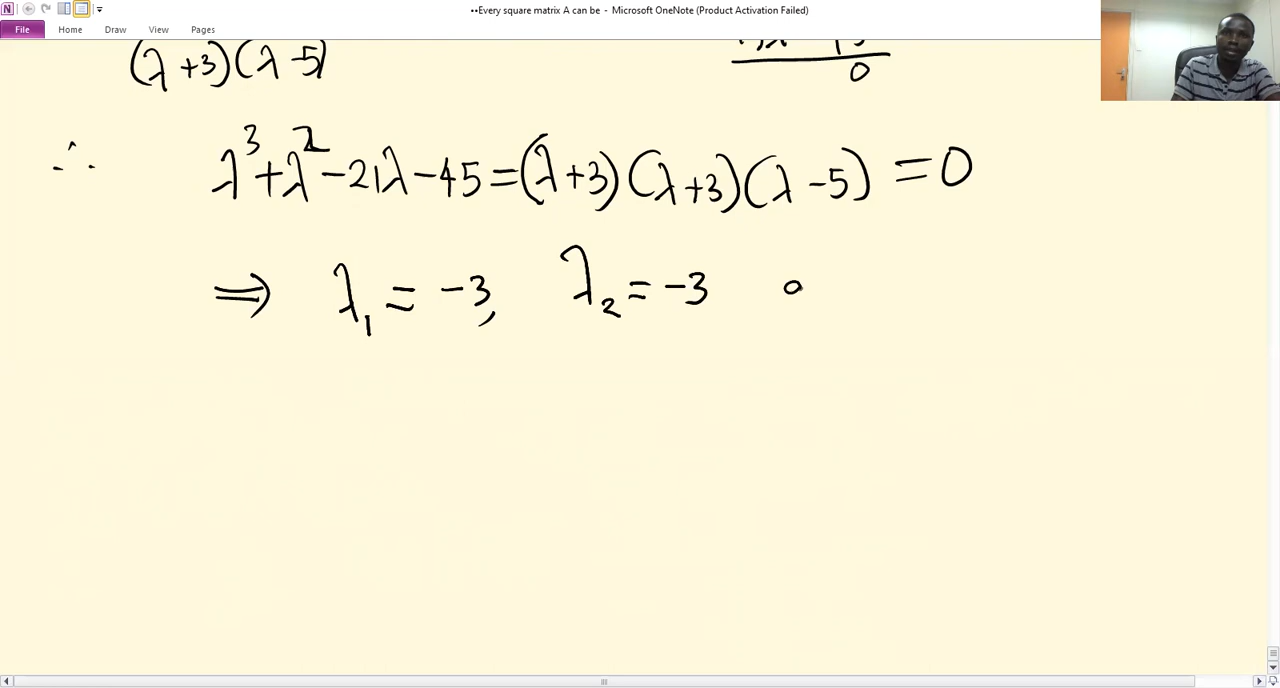 ••Every square matrix A can be - Microsoft OneNote (Product Activation Failed)
File Home Draw View Pages
(λ+3)(λ-5)
0
∴ λ³+λ²-21λ-45=(λ+3)(λ+3)(λ-5)=0
⟹ λ₁=-3, λ₂=-3